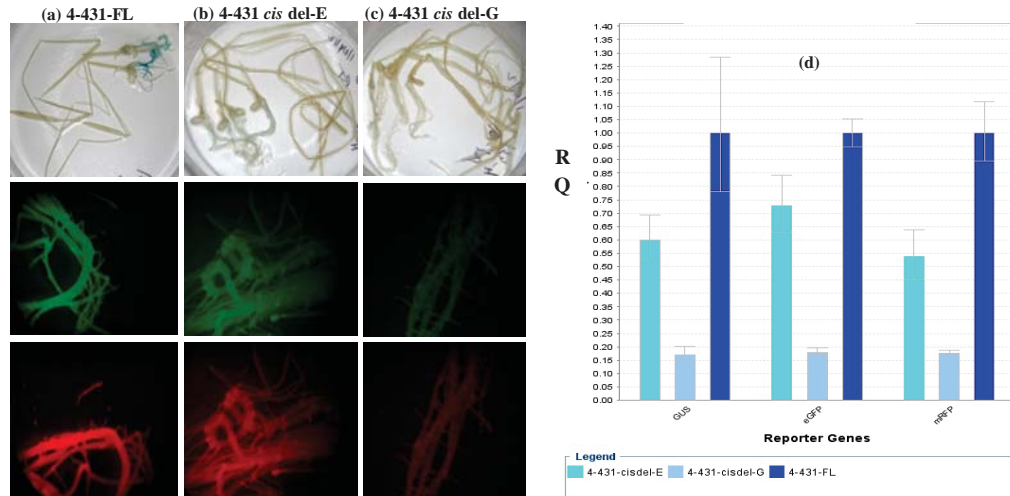 (a) 4-431-FL
(b) 4-431 cis del-E
(c) 4-431 cis del-G
(d)
R
Q
1.40
1.35
1.30
1.25
1.20
1.15
1.10
1.05
1.00
0.95
0.90
0.85
0.80
0.75
0.70
0.65
0.60
0.55
0.50
0.45
0.40
0.35
0.30
0.25
0.20
0.15
0.10
0.05
0.00
GUS
eGFP
mRFP
Reporter Genes
Legend
4-431-cisdel-E
4-431-cisdel-G
4-431-FL